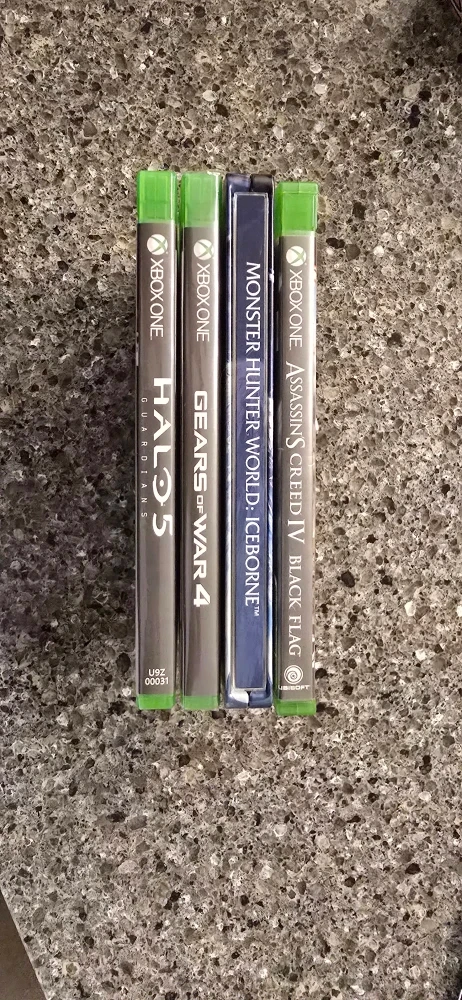 XBOX ONE
HALO 5
GUARDIANS
U9Z
00031
XBOX ONE
GEARS OF WAR 4
MONSTER HUNTER WORLD: ICEBORNE™
XBOX ONE
ASSASSIN'S CREED IV BLACK FLAG
UBISOFT